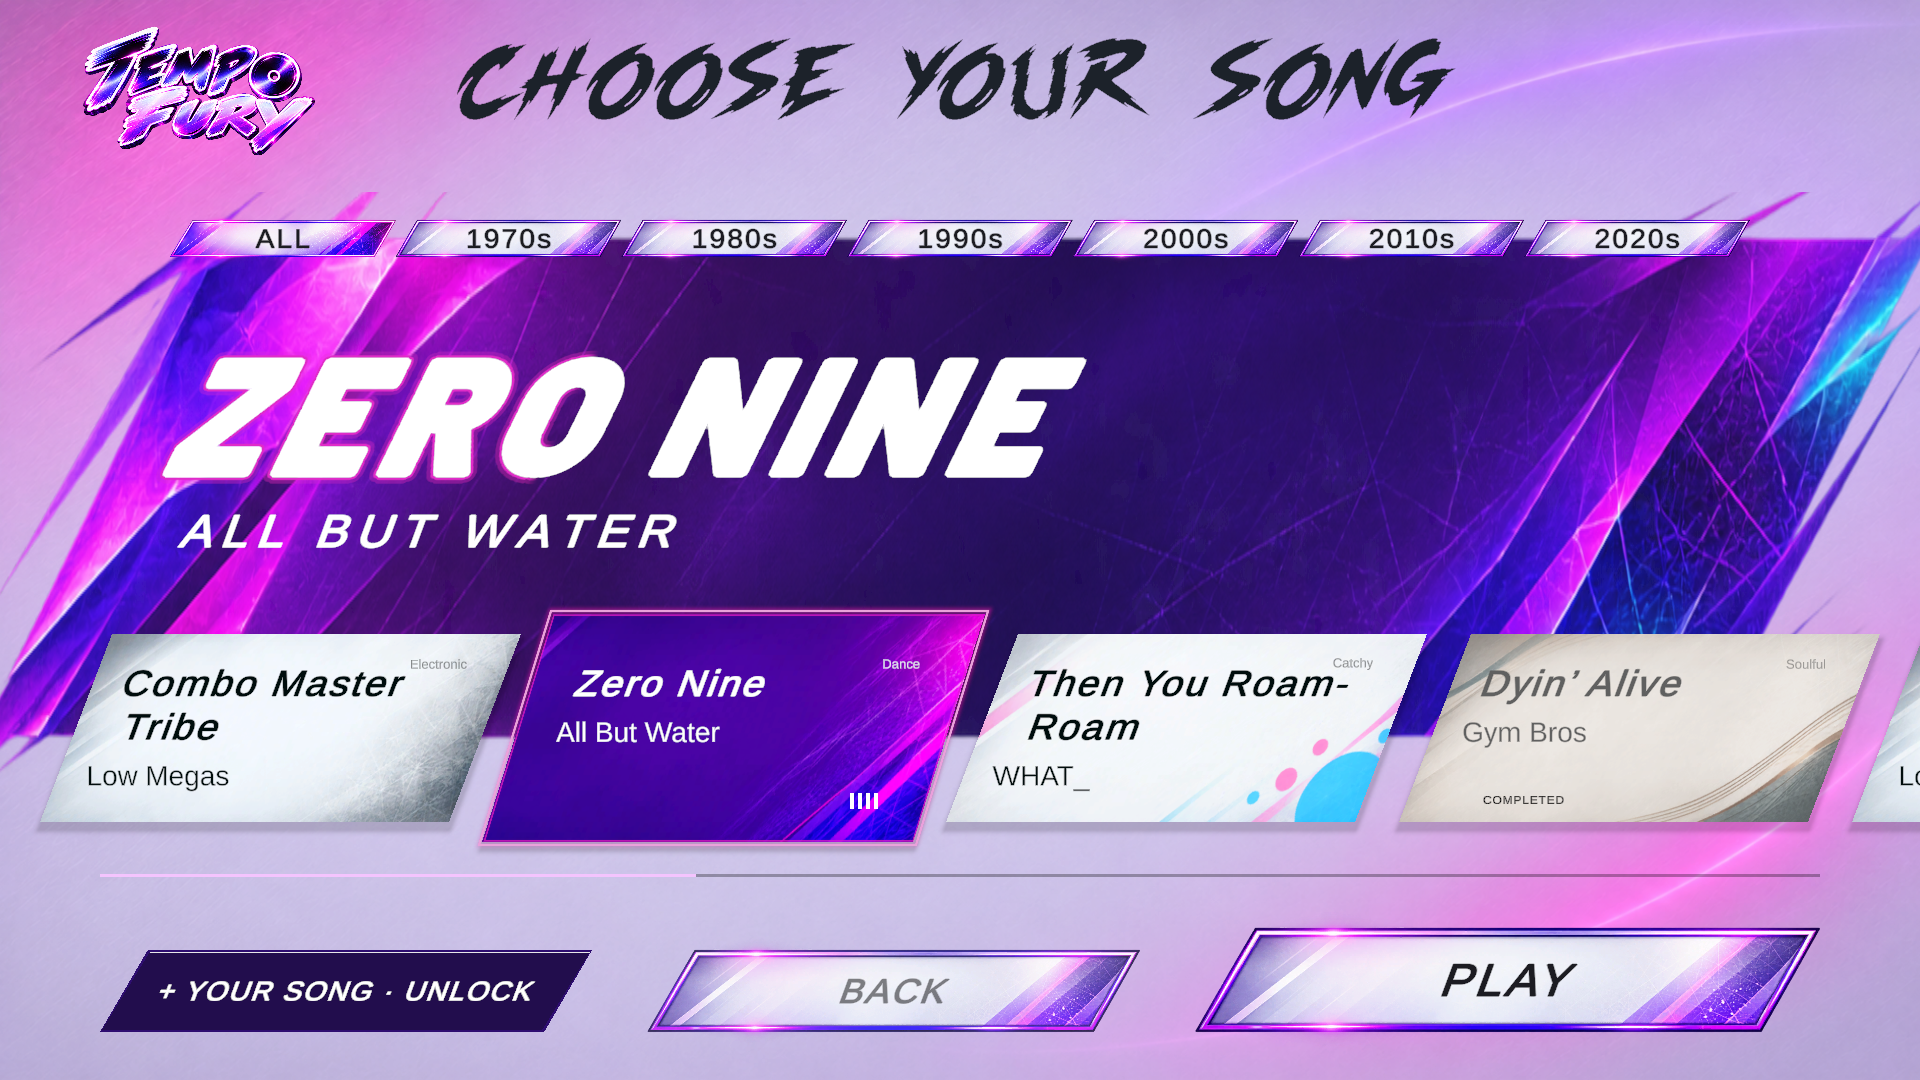 TEMPO
FURY
CHOOSE YOUR SONG
ALL
1970s
1980s
1990s
2000s
2010s
2020s
ZERO NINE
ALL BUT WATER
Combo Master
Tribe
Electronic
Low Megas
Zero Nine
Dance
All But Water
Then You Roam-
Roam
Catchy
WHAT_
Dyin’ Alive
Soulful
Gym Bros
COMPLETED
+ YOUR SONG · UNLOCK
BACK
PLAY